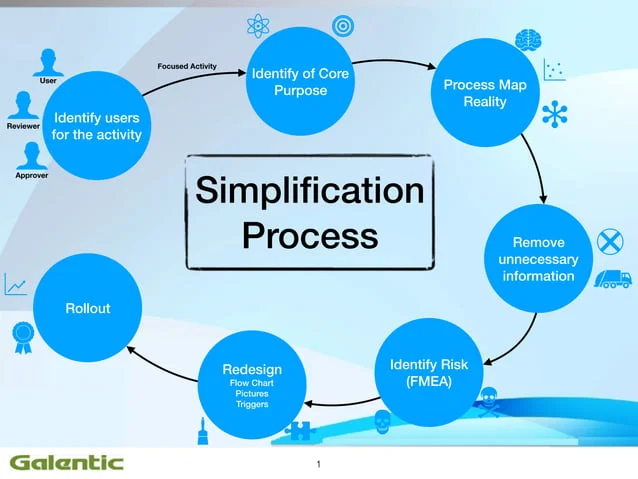 User
Reviewer
Approver
Identify users
for the activity
Focused Activity
Identify of Core
Purpose
Process Map
Reality
Simplification
Process
Remove
unnecessary
information
Identify Risk
(FMEA)
Redesign
Flow Chart
Pictures
Triggers
Rollout
Galentic
1